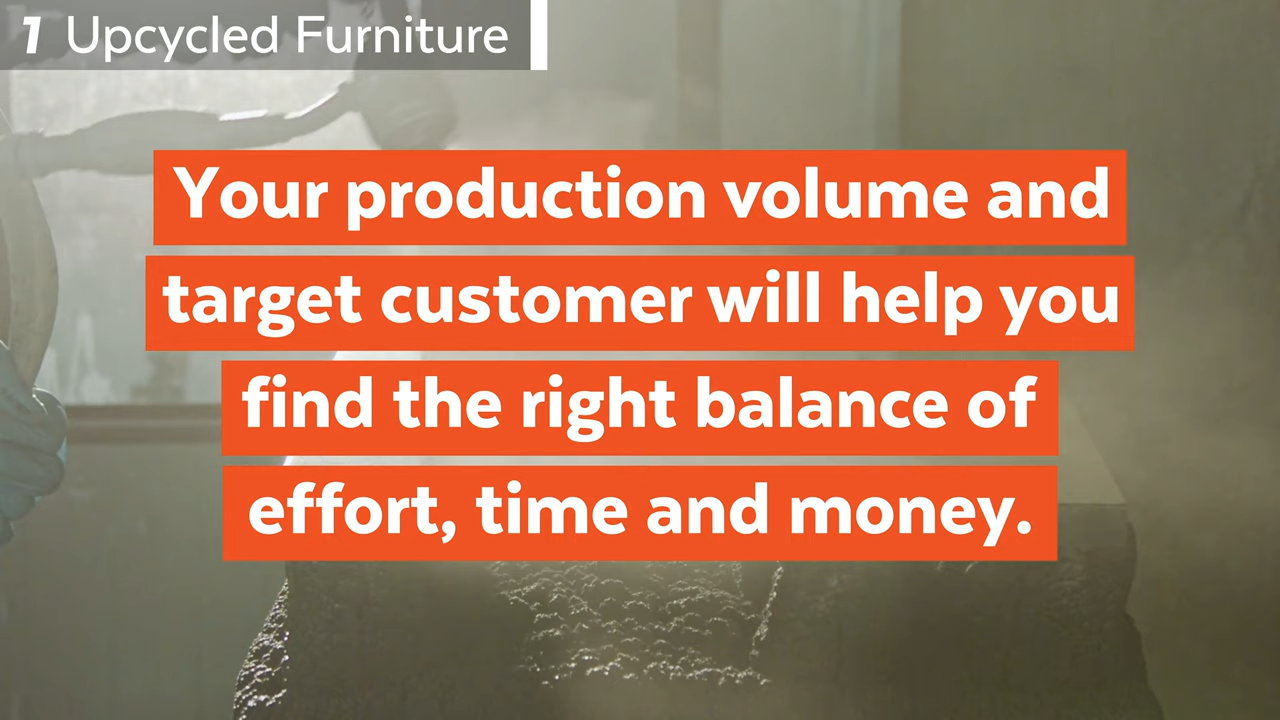 1 Upcycled Furniture
Your production volume and
target customer will help you
find the right balance of
effort, time and money.